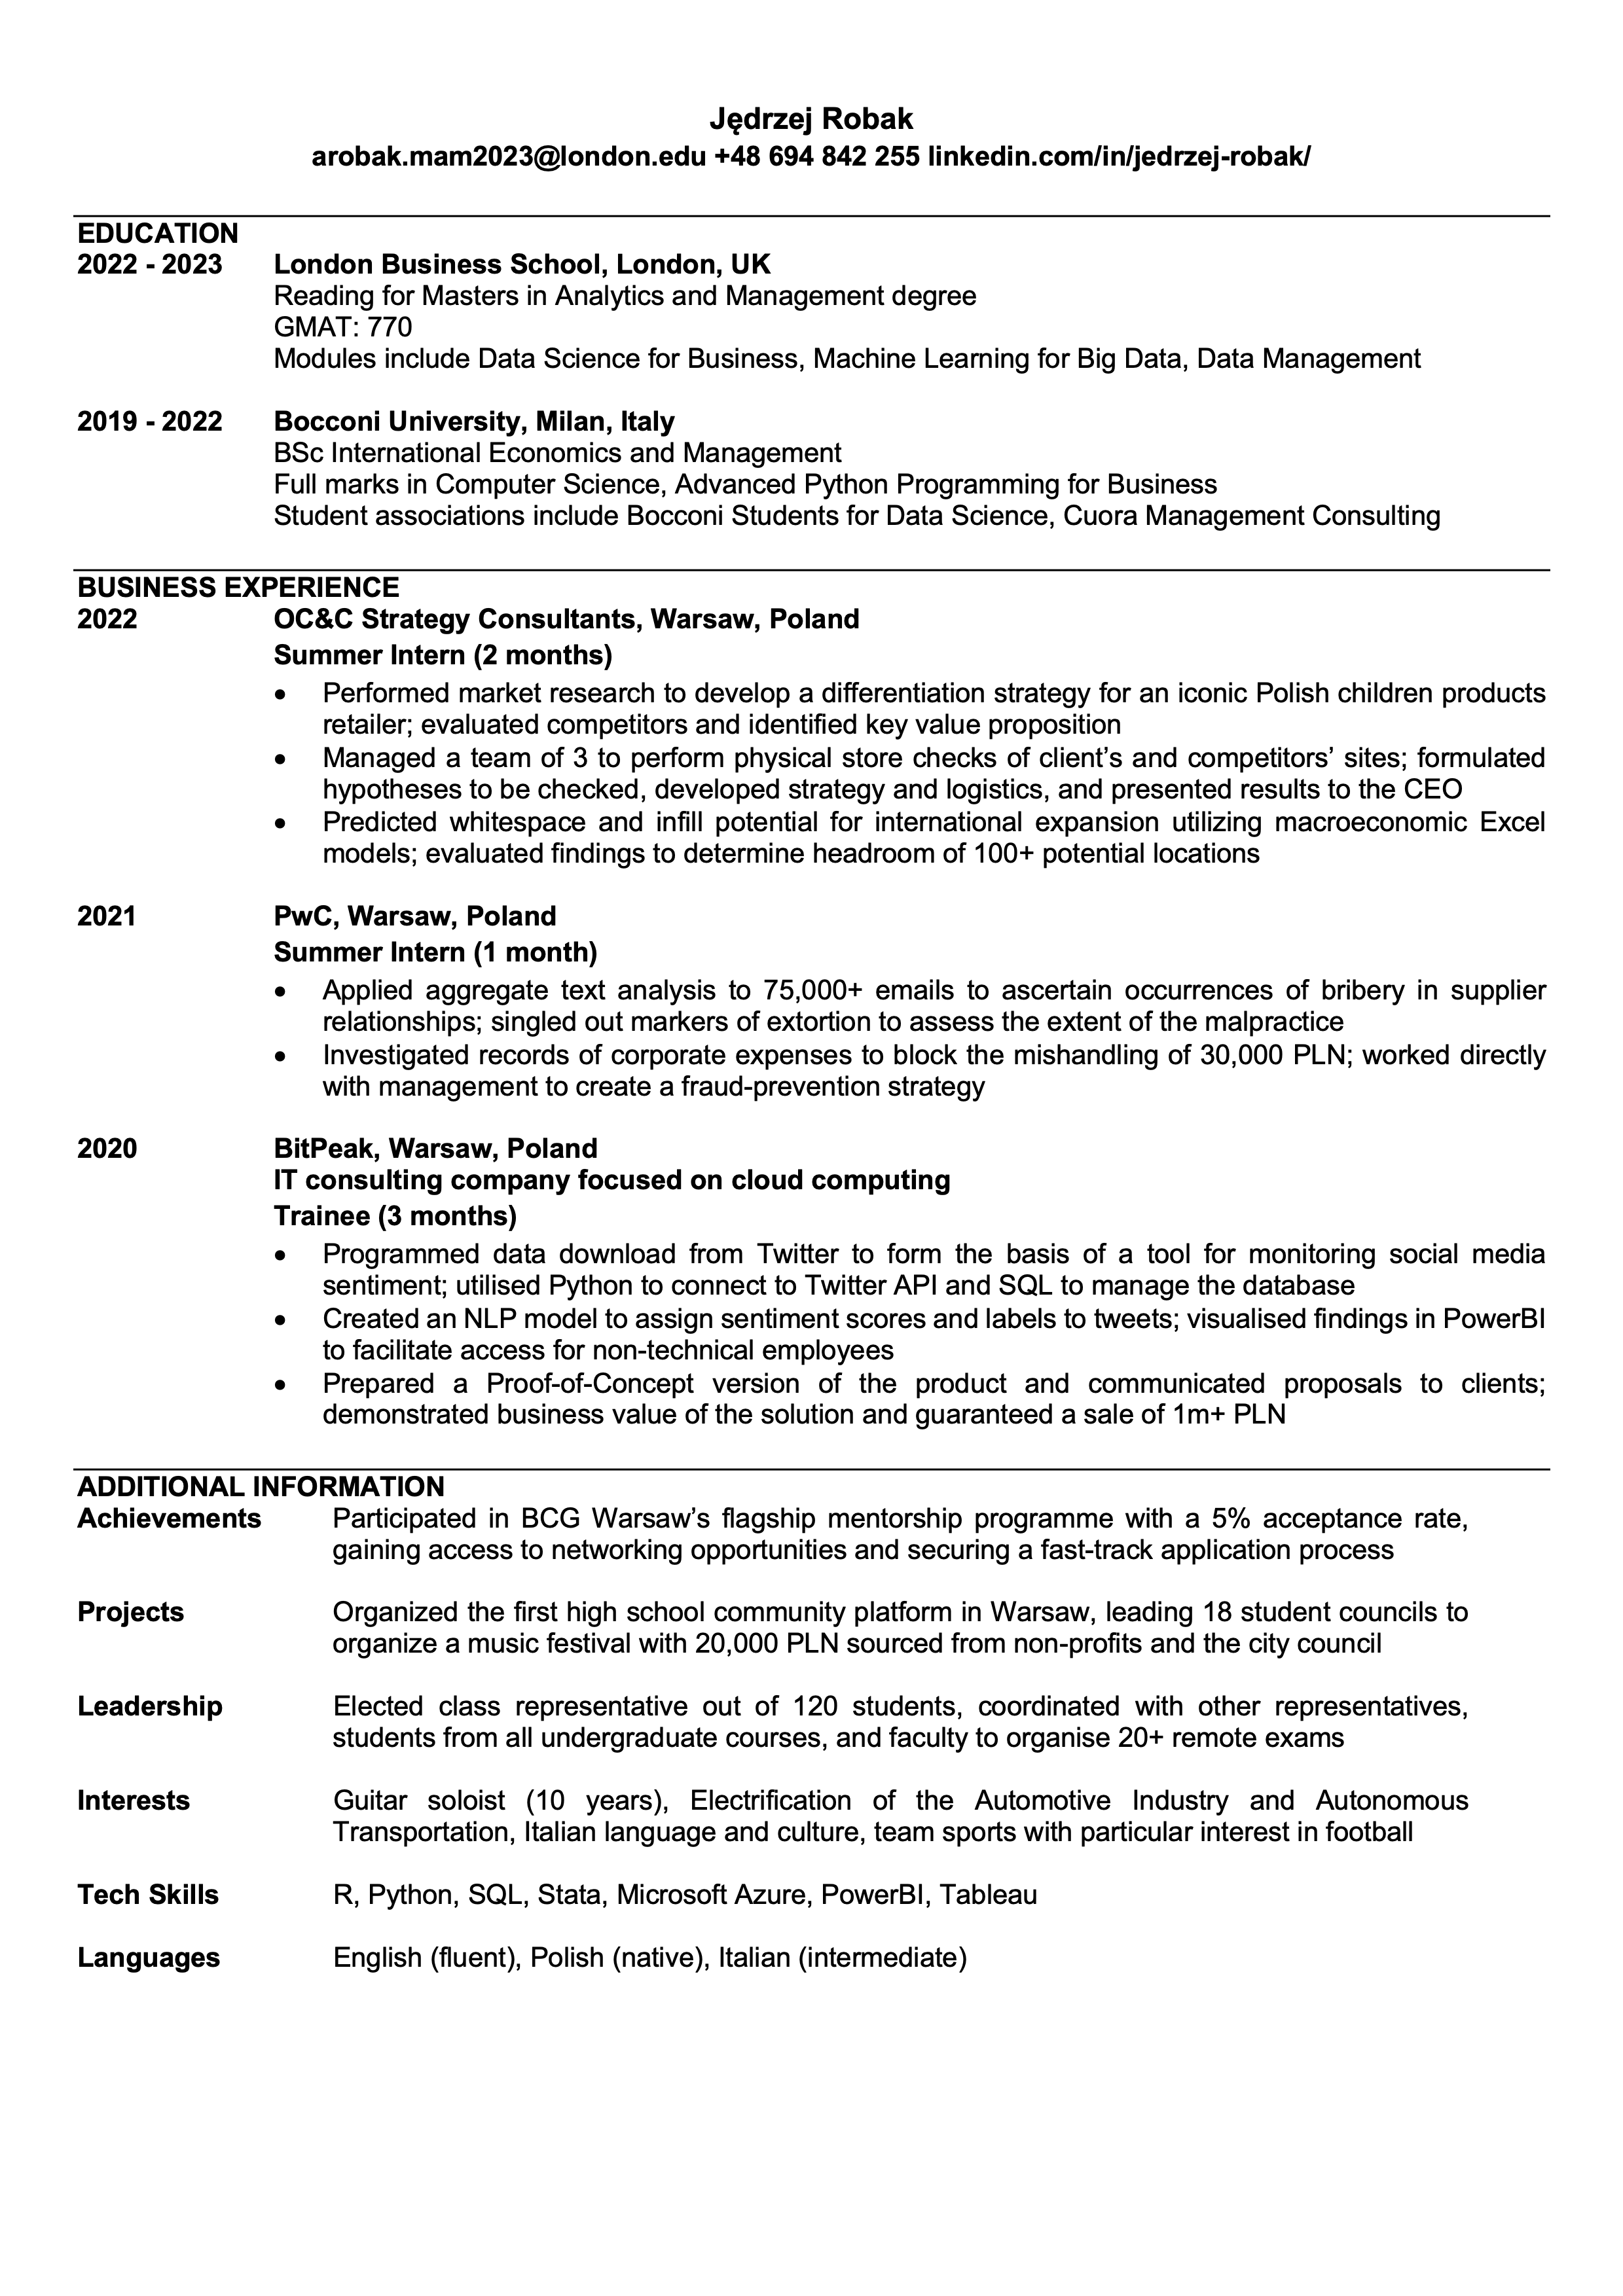 Jędrzej Robak
arobak.mam2023@london.edu +48 694 842 255 linkedin.com/in/jedrzej-robak/
EDUCATION
2022 - 2023 London Business School, London, UK
Reading for Masters in Analytics and Management degree
GMAT: 770
Modules include Data Science for Business, Machine Learning for Big Data, Data Management
2019 - 2022 Bocconi University, Milan, Italy
BSc International Economics and Management
Full marks in Computer Science, Advanced Python Programming for Business
Student associations include Bocconi Students for Data Science, Cuora Management Consulting
BUSINESS EXPERIENCE
2022 OC&C Strategy Consultants, Warsaw, Poland
Summer Intern (2 months)
• Performed market research to develop a differentiation strategy for an iconic Polish children products
retailer; evaluated competitors and identified key value proposition
• Managed a team of 3 to perform physical store checks of client’s and competitors’ sites; formulated
hypotheses to be checked, developed strategy and logistics, and presented results to the CEO
• Predicted whitespace and infill potential for international expansion utilizing macroeconomic Excel
models; evaluated findings to determine headroom of 100+ potential locations
2021 PwC, Warsaw, Poland
Summer Intern (1 month)
• Applied aggregate text analysis to 75,000+ emails to ascertain occurrences of bribery in supplier
relationships; singled out markers of extortion to assess the extent of the malpractice
• Investigated records of corporate expenses to block the mishandling of 30,000 PLN; worked directly
with management to create a fraud-prevention strategy
2020 BitPeak, Warsaw, Poland
IT consulting company focused on cloud computing
Trainee (3 months)
• Programmed data download from Twitter to form the basis of a tool for monitoring social media
sentiment; utilised Python to connect to Twitter API and SQL to manage the database
• Created an NLP model to assign sentiment scores and labels to tweets; visualised findings in PowerBI
to facilitate access for non-technical employees
• Prepared a Proof-of-Concept version of the product and communicated proposals to clients;
demonstrated business value of the solution and guaranteed a sale of 1m+ PLN
ADDITIONAL INFORMATION
Achievements Participated in BCG Warsaw’s flagship mentorship programme with a 5% acceptance rate,
gaining access to networking opportunities and securing a fast-track application process
Projects Organized the first high school community platform in Warsaw, leading 18 student councils to
organize a music festival with 20,000 PLN sourced from non-profits and the city council
Leadership Elected class representative out of 120 students, coordinated with other representatives,
students from all undergraduate courses, and faculty to organise 20+ remote exams
Interests Guitar soloist (10 years), Electrification of the Automotive Industry and Autonomous
Transportation, Italian language and culture, team sports with particular interest in football
Tech Skills R, Python, SQL, Stata, Microsoft Azure, PowerBI, Tableau
Languages English (fluent), Polish (native), Italian (intermediate)